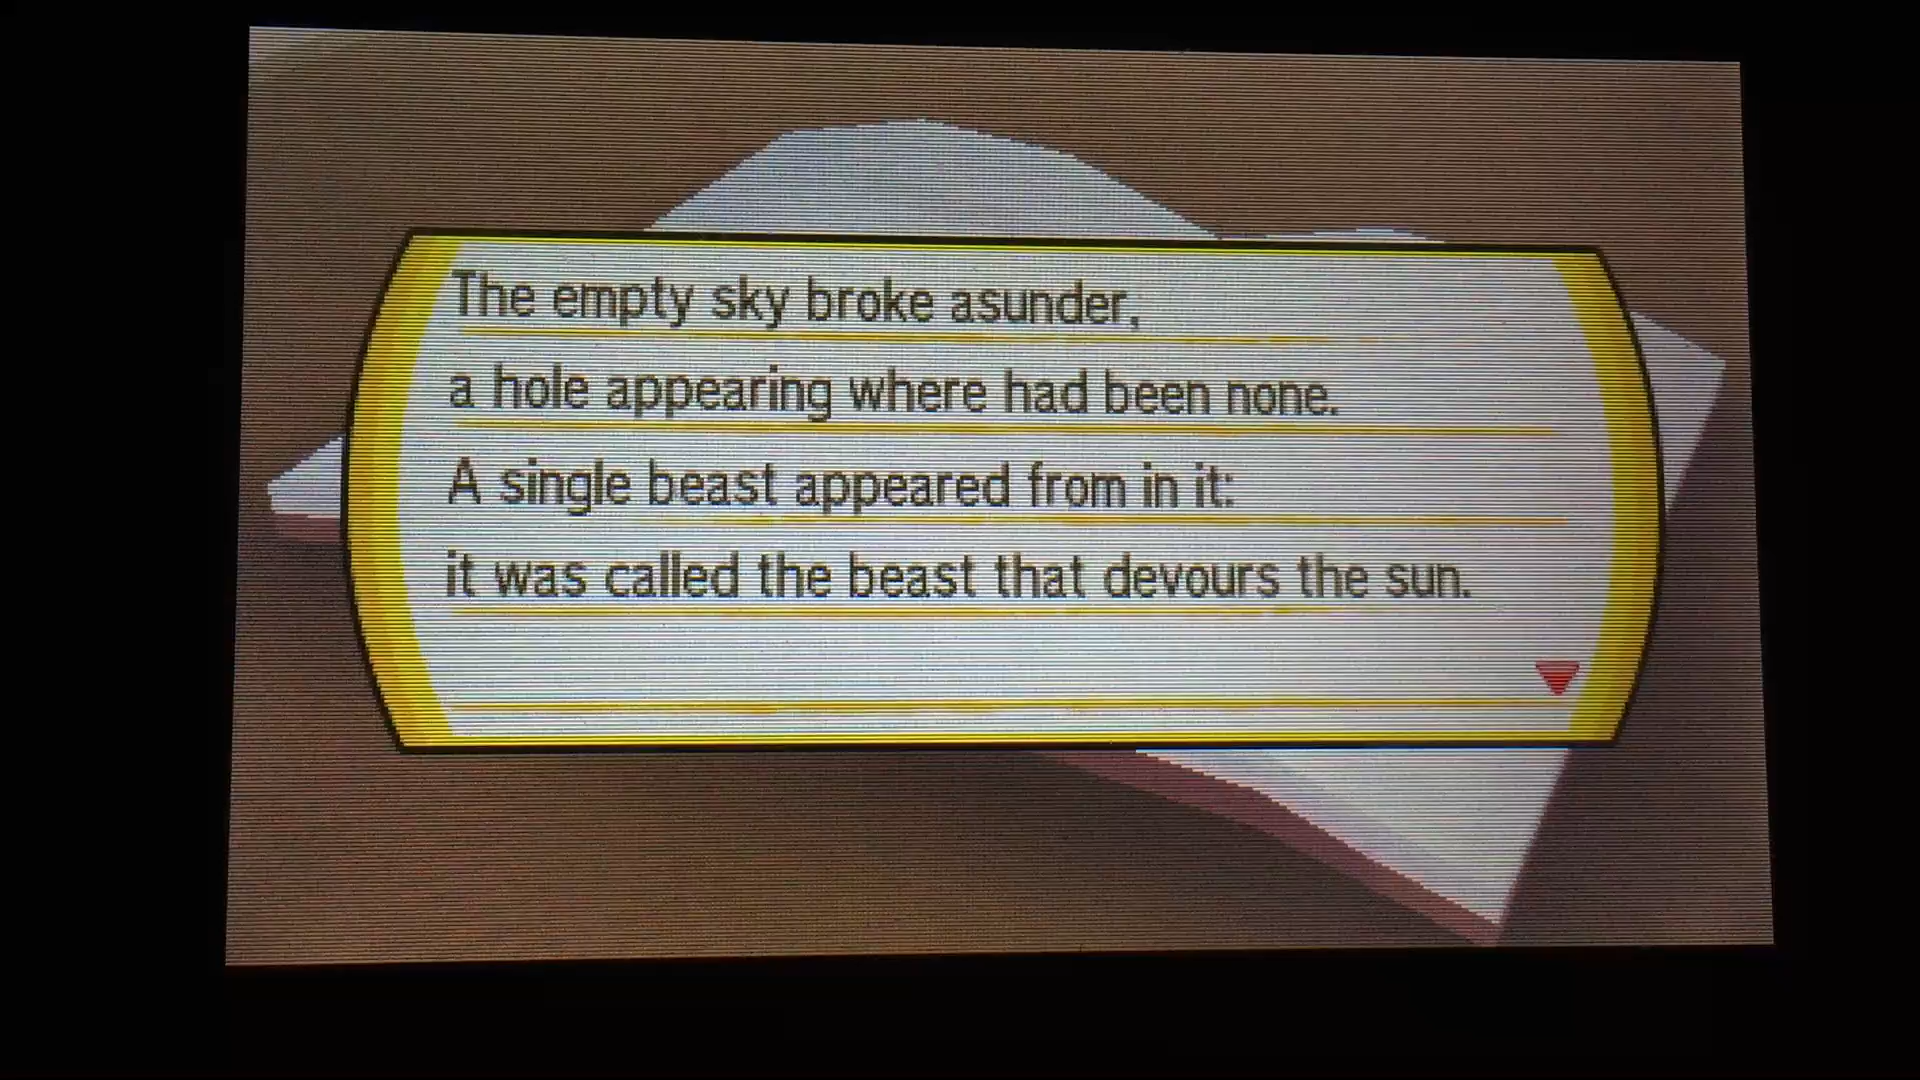 The empty sky broke asunder,
a hole appearing where had been none.
A single beast appeared from in it:
it was called the beast that devours the sun.